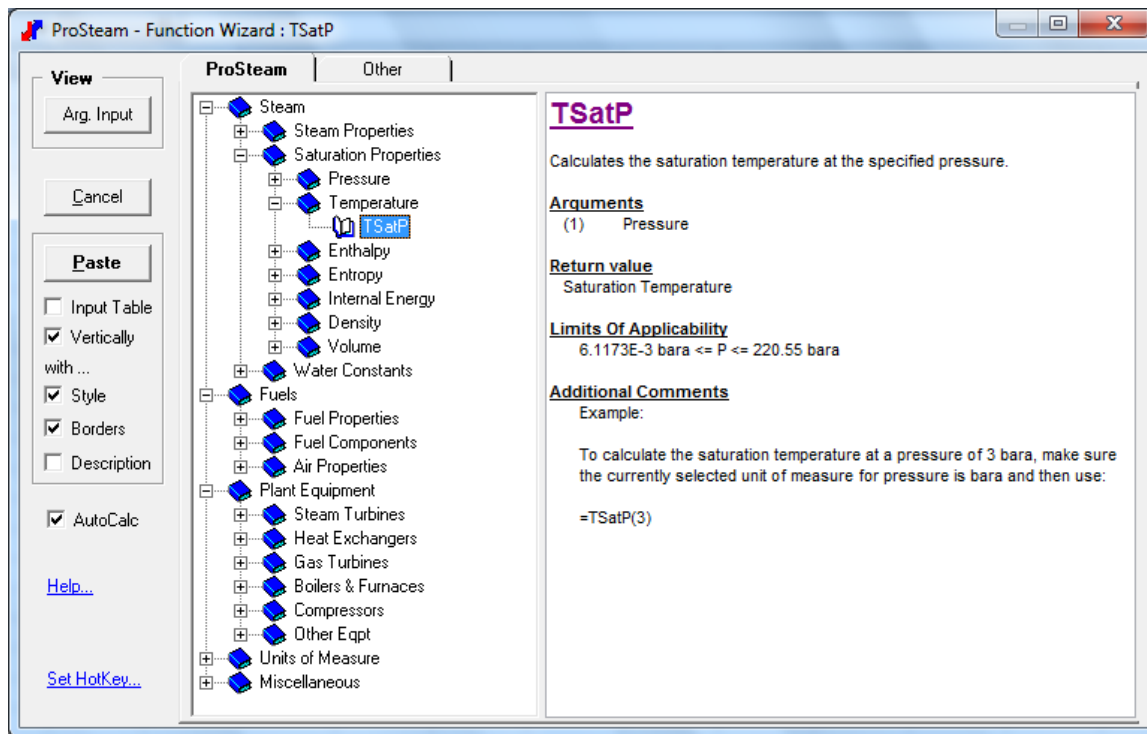 ProSteam - Function Wizard : TSatP
View
Arg. Input
Cancel
Paste
Input Table
Vertically
with ...
Style
Borders
Description
AutoCalc
Help...
Set HotKey...
ProSteam
Other
Steam
Steam Properties
Saturation Properties
Pressure
Temperature
TSatP
Enthalpy
Entropy
Internal Energy
Density
Volume
Water Constants
Fuels
Fuel Properties
Fuel Components
Air Properties
Plant Equipment
Steam Turbines
Heat Exchangers
Gas Turbines
Boilers & Furnaces
Compressors
Other Eqpt
Units of Measure
Miscellaneous
TSatP
Calculates the saturation temperature at the specified pressure.
Arguments
(1) Pressure
Return value
Saturation Temperature
Limits Of Applicability
6.1173E-3 bara <= P <= 220.55 bara
Additional Comments
Example:
To calculate the saturation temperature at a pressure of 3 bara, make sure
the currently selected unit of measure for pressure is bara and then use:
=TSatP(3)